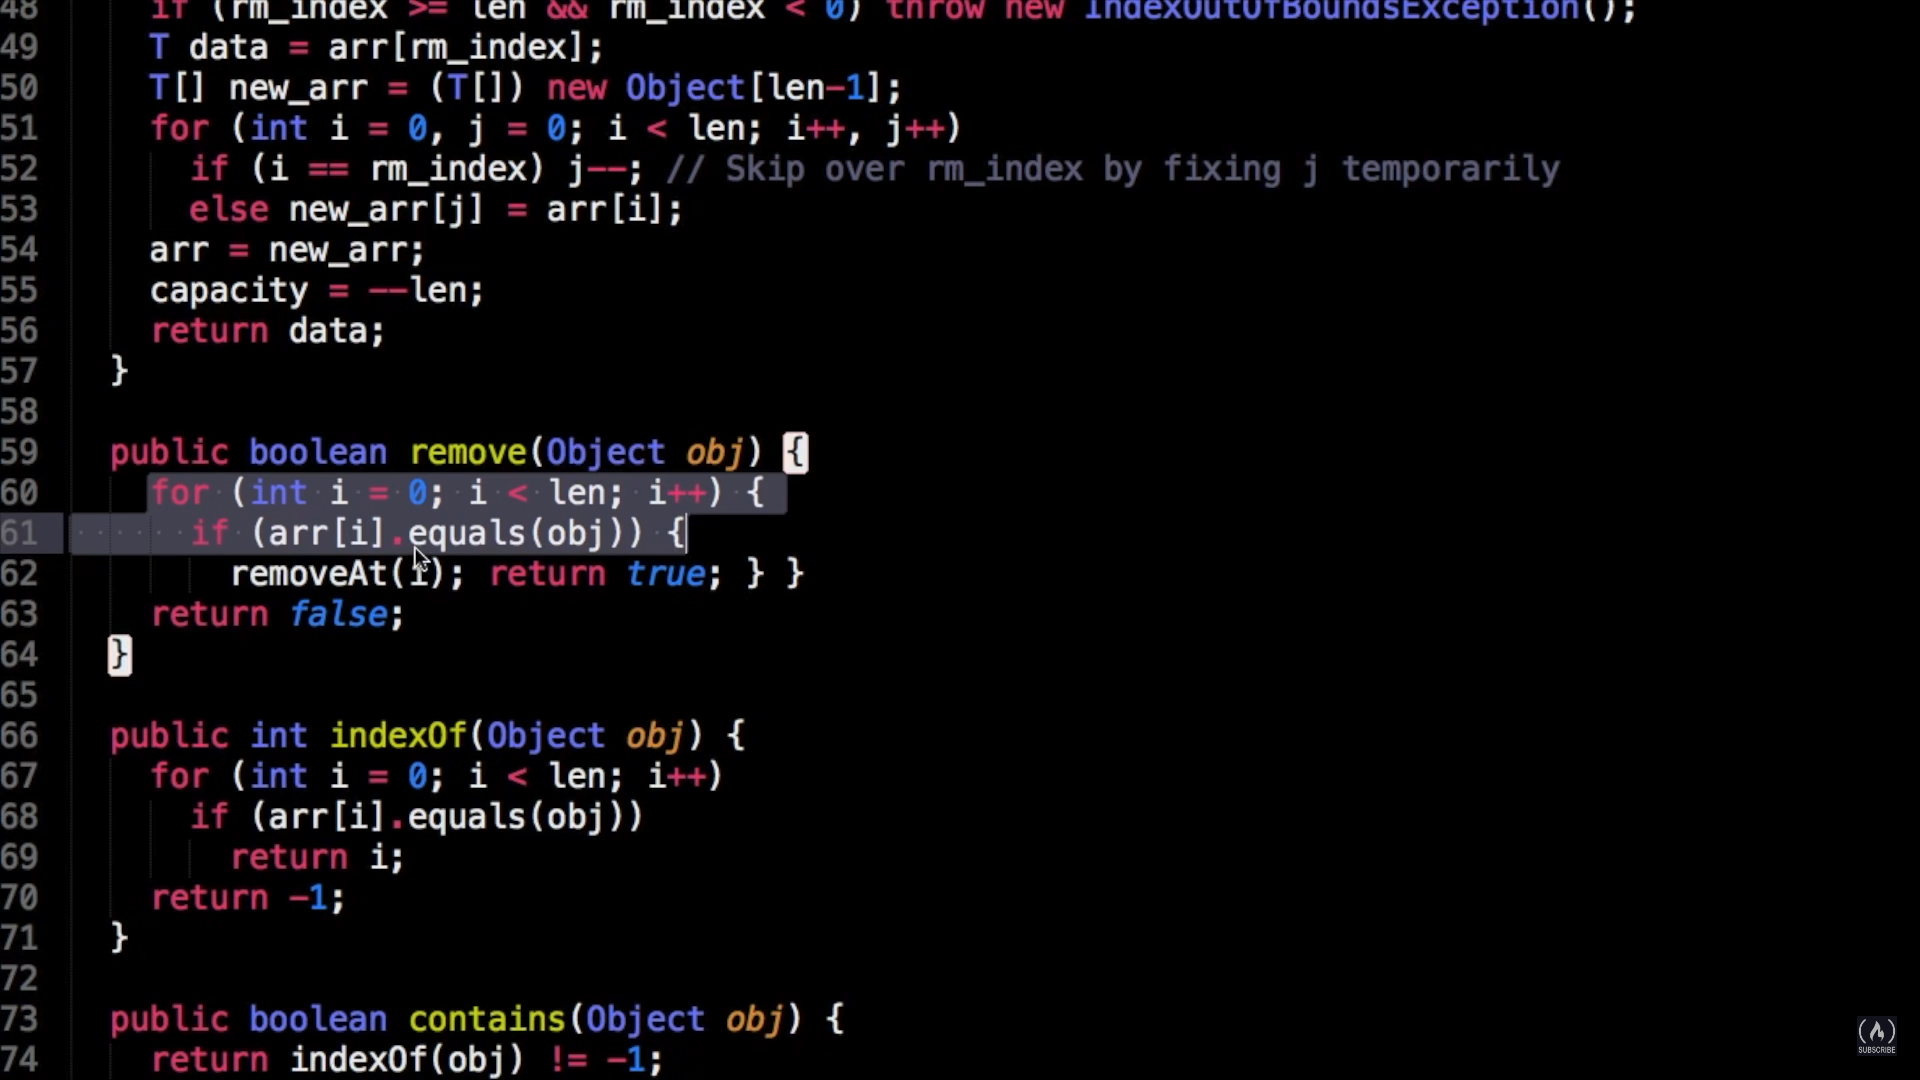 48 if (rm_index >= len && rm_index < 0) throw new IndexOutOfBoundsException();
49 T data = arr[rm_index];
50 T[] new_arr = (T[]) new Object[len-1];
51 for (int i = 0, j = 0; i < len; i++, j++)
52 if (i == rm_index) j--; // Skip over rm_index by fixing j temporarily
53 else new_arr[j] = arr[i];
54 arr = new_arr;
55 capacity = --len;
56 return data;
57 }
58
59 public boolean remove(Object obj) {
60 for (int i = 0; i < len; i++) {
61 if (arr[i].equals(obj)) {
62 removeAt(i); return true; } }
63 return false;
64 }
65
66 public int indexOf(Object obj) {
67 for (int i = 0; i < len; i++)
68 if (arr[i].equals(obj))
69 return i;
70 return -1;
71 }
72
73 public boolean contains(Object obj) {
74 return indexOf(obj) != -1;
SUBSCRIBE